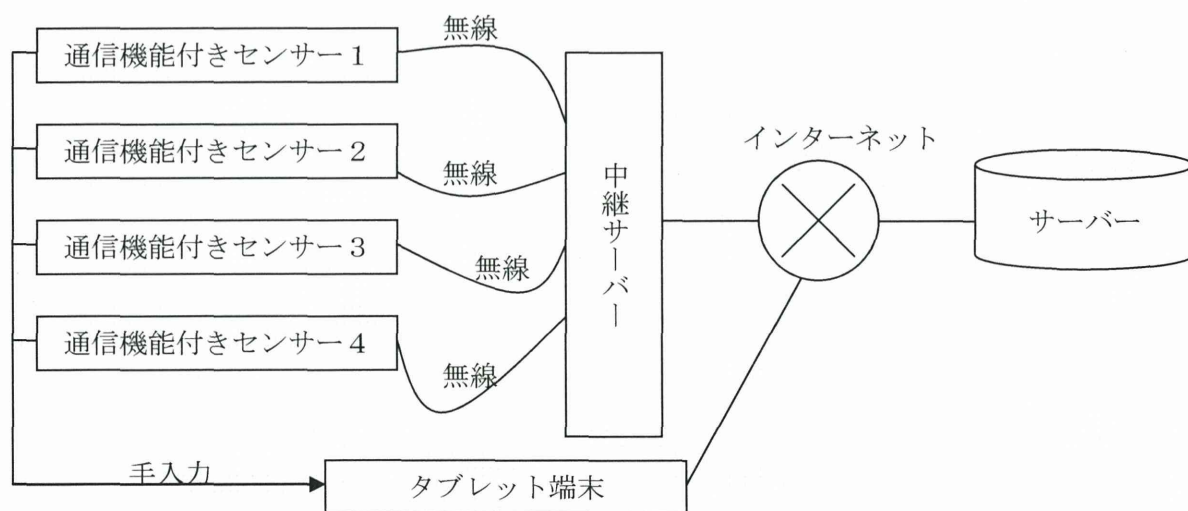 通信機能付きセンサー１
無線
通信機能付きセンサー２
無線
通信機能付きセンサー３
無線
通信機能付きセンサー４
無線
中継サーバー
インターネット
サーバー
手入力
タブレット端末